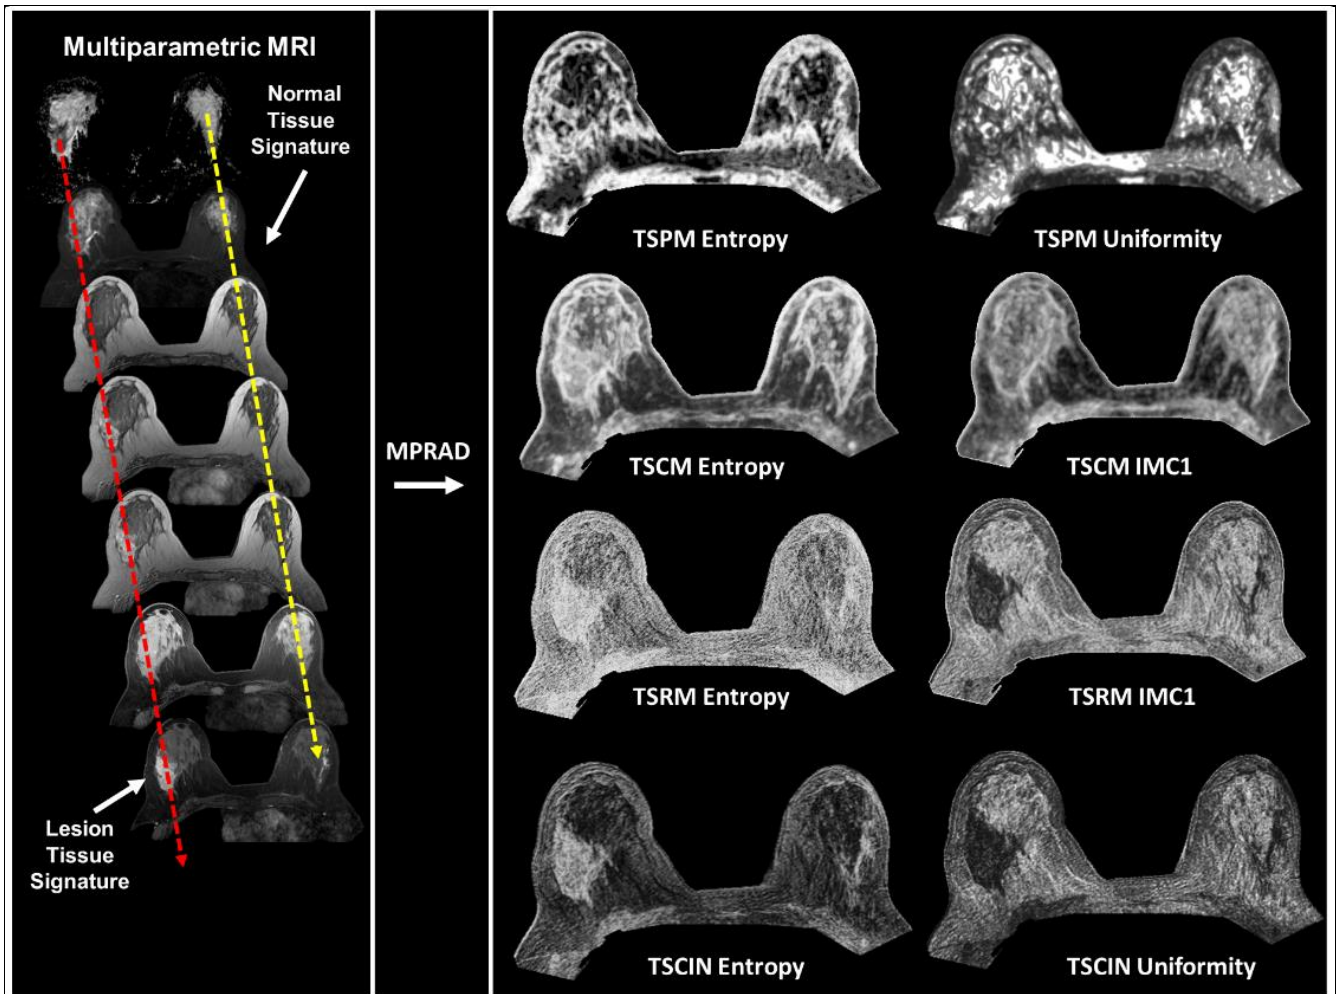 Multiparametric MRI
Normal
Tissue
Signature
Lesion
Tissue
Signature
MPRAD
TSPM Entropy
TSPM Uniformity
TSCM Entropy
TSCM IMC1
TSRM Entropy
TSRM IMC1
TSCIN Entropy
TSCIN Uniformity